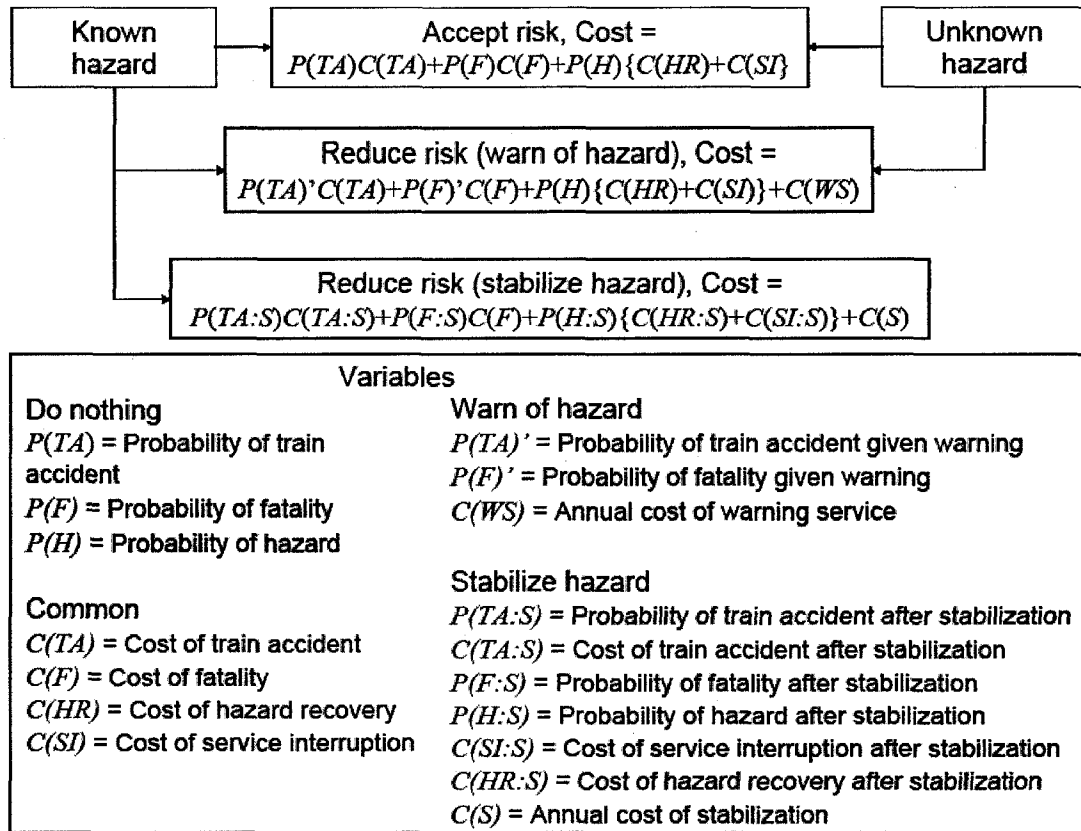 Known
hazard
Accept risk, Cost =
P(TA)C(TA)+P(F)C(F)+P(H){C(HR)+C(SI}
Unknown
hazard
Reduce risk (warn of hazard), Cost =
P(TA)’C(TA)+P(F)’C(F)+P(H){C(HR)+C(SI)}+C(WS)
Reduce risk (stabilize hazard), Cost =
P(TA:S)C(TA:S)+P(F:S)C(F)+P(H:S){C(HR:S)+C(SI:S)}+C(S)
Variables
Do nothing
P(TA) = Probability of train
accident
P(F) = Probability of fatality
P(H) = Probability of hazard
Common
C(TA) = Cost of train accident
C(F) = Cost of fatality
C(HR) = Cost of hazard recovery
C(SI) = Cost of service interruption
Warn of hazard
P(TA)’ = Probability of train accident given warning
P(F)’ = Probability of fatality given warning
C(WS) = Annual cost of warning service
Stabilize hazard
P(TA:S) = Probability of train accident after stabilization
C(TA:S) = Cost of train accident after stabilization
P(F:S) = Probability of fatality after stabilization
P(H:S) = Probability of hazard after stabilization
C(SI:S) = Cost of service interruption after stabilization
C(HR:S) = Cost of hazard recovery after stabilization
C(S) = Annual cost of stabilization